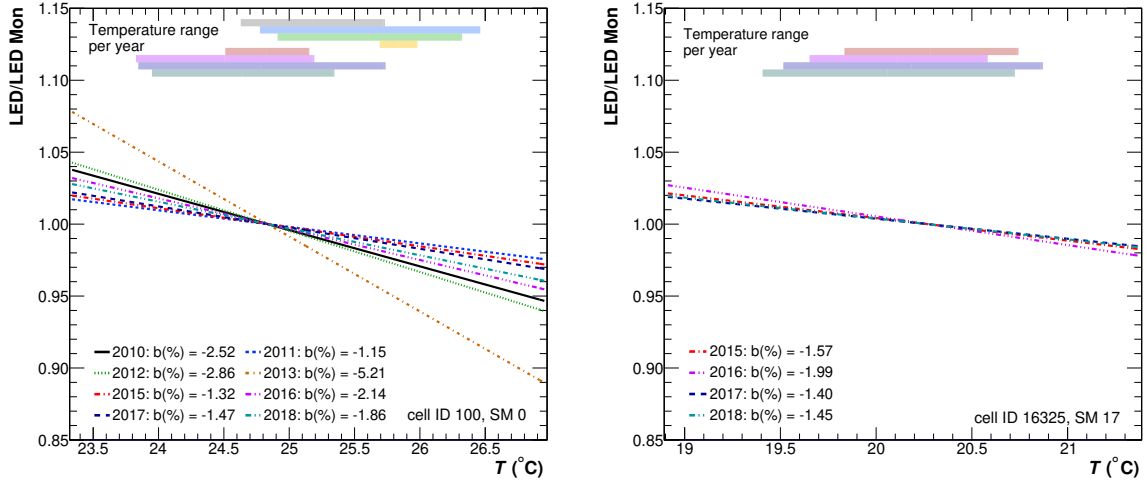 LED/LED Mon
1.15
1.10
1.05
1.00
0.95
0.90
0.85
Temperature range
per year
2010: b(%) = -2.52
2011: b(%) = -1.15
2012: b(%) = -2.86
2013: b(%) = -5.21
2015: b(%) = -1.32
2016: b(%) = -2.14
2017: b(%) = -1.47
2018: b(%) = -1.86
cell ID 100, SM 0
23.5 24 24.5 25 25.5 26 26.5
T (°C)
LED/LED Mon
1.15
1.10
1.05
1.00
0.95
0.90
0.85
Temperature range
per year
2015: b(%) = -1.57
2016: b(%) = -1.99
2017: b(%) = -1.40
2018: b(%) = -1.45
cell ID 16325, SM 17
19 19.5 20 20.5 21
T (°C)